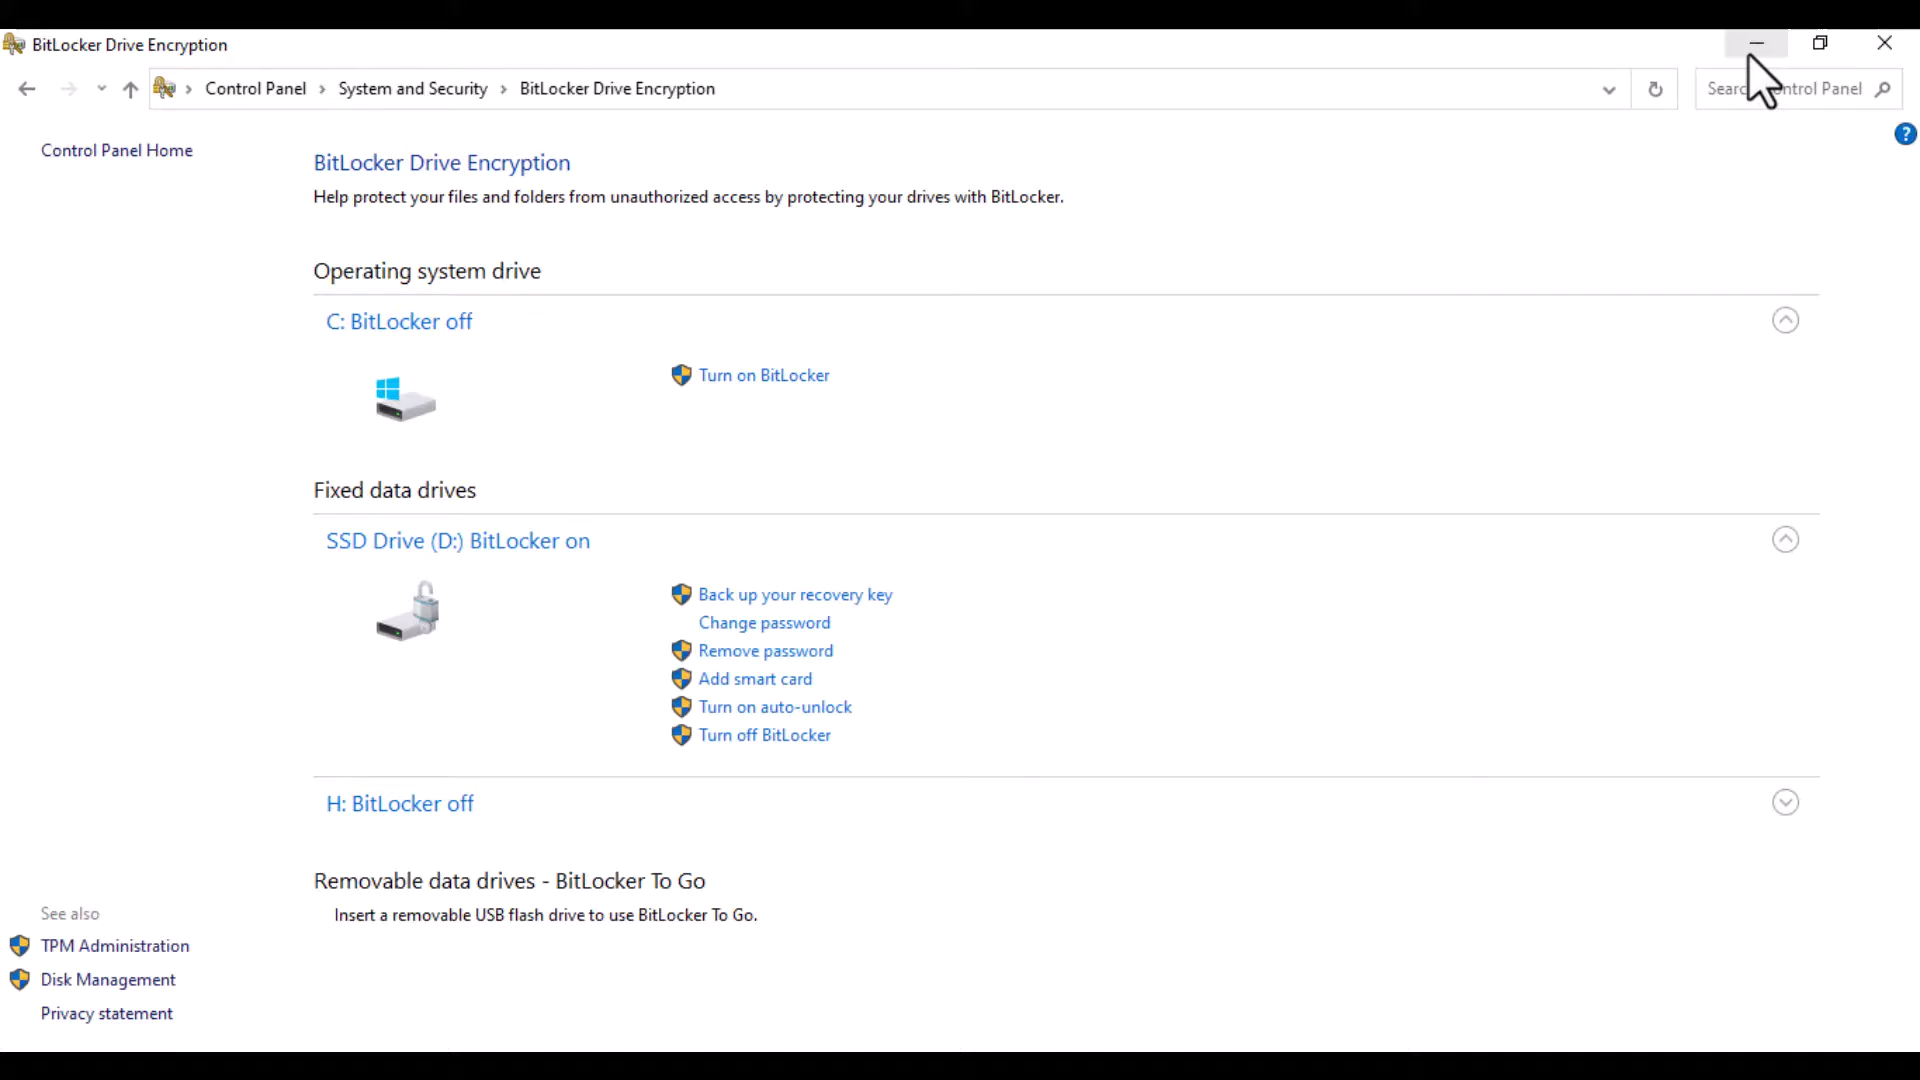 BitLocker Drive Encryption
Control Panel > System and Security > BitLocker Drive Encryption
Control Panel
?
Control Panel Home
BitLocker Drive Encryption
Help protect your files and folders from unauthorized access by protecting your drives with BitLocker.
Operating system drive
C: BitLocker off
Turn on BitLocker
Fixed data drives
SSD Drive (D:) BitLocker on
Back up your recovery key
Change password
Remove password
Add smart card
Turn on auto-unlock
Turn off BitLocker
H: BitLocker off
Removable data drives - BitLocker To Go
Insert a removable USB flash drive to use BitLocker To Go.
See also
TPM Administration
Disk Management
Privacy statement